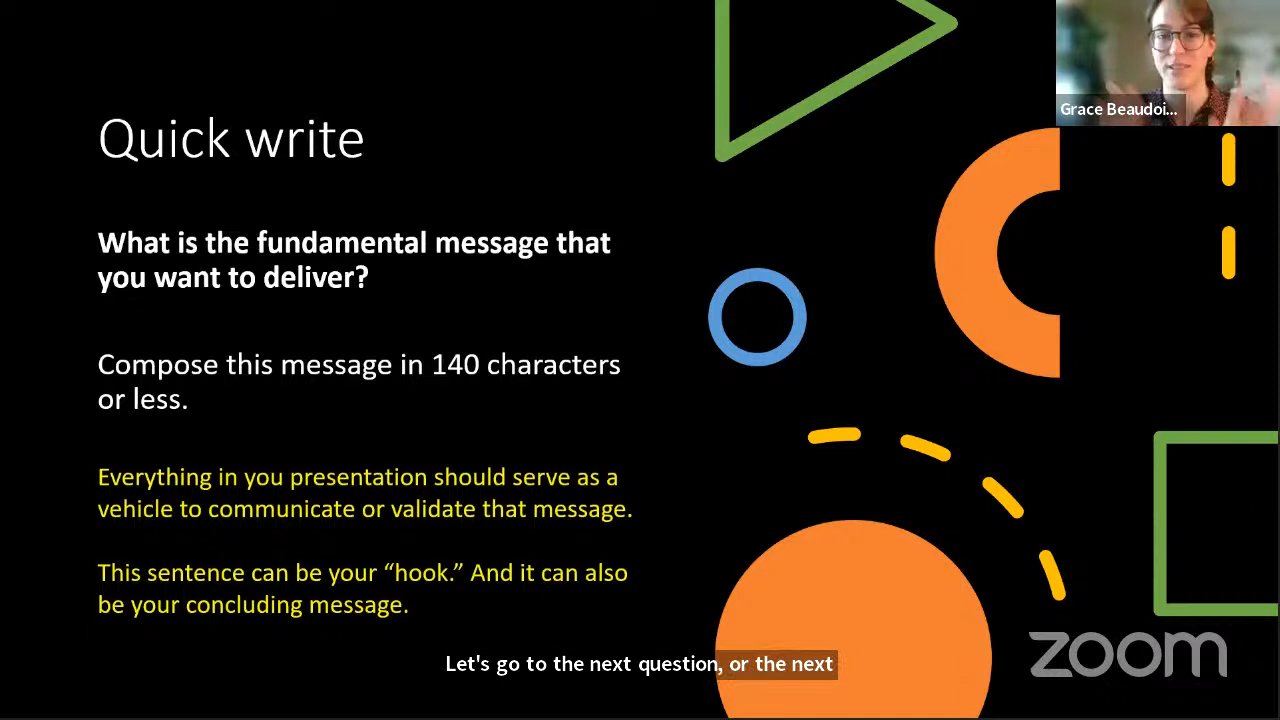 Grace Beaudoi...
Quick write
What is the fundamental message that
you want to deliver?
Compose this message in 140 characters
or less.
Everything in you presentation should serve as a
vehicle to communicate or validate that message.
This sentence can be your “hook.” And it can also
be your concluding message.
Let's go to the next question, or the next
zoom